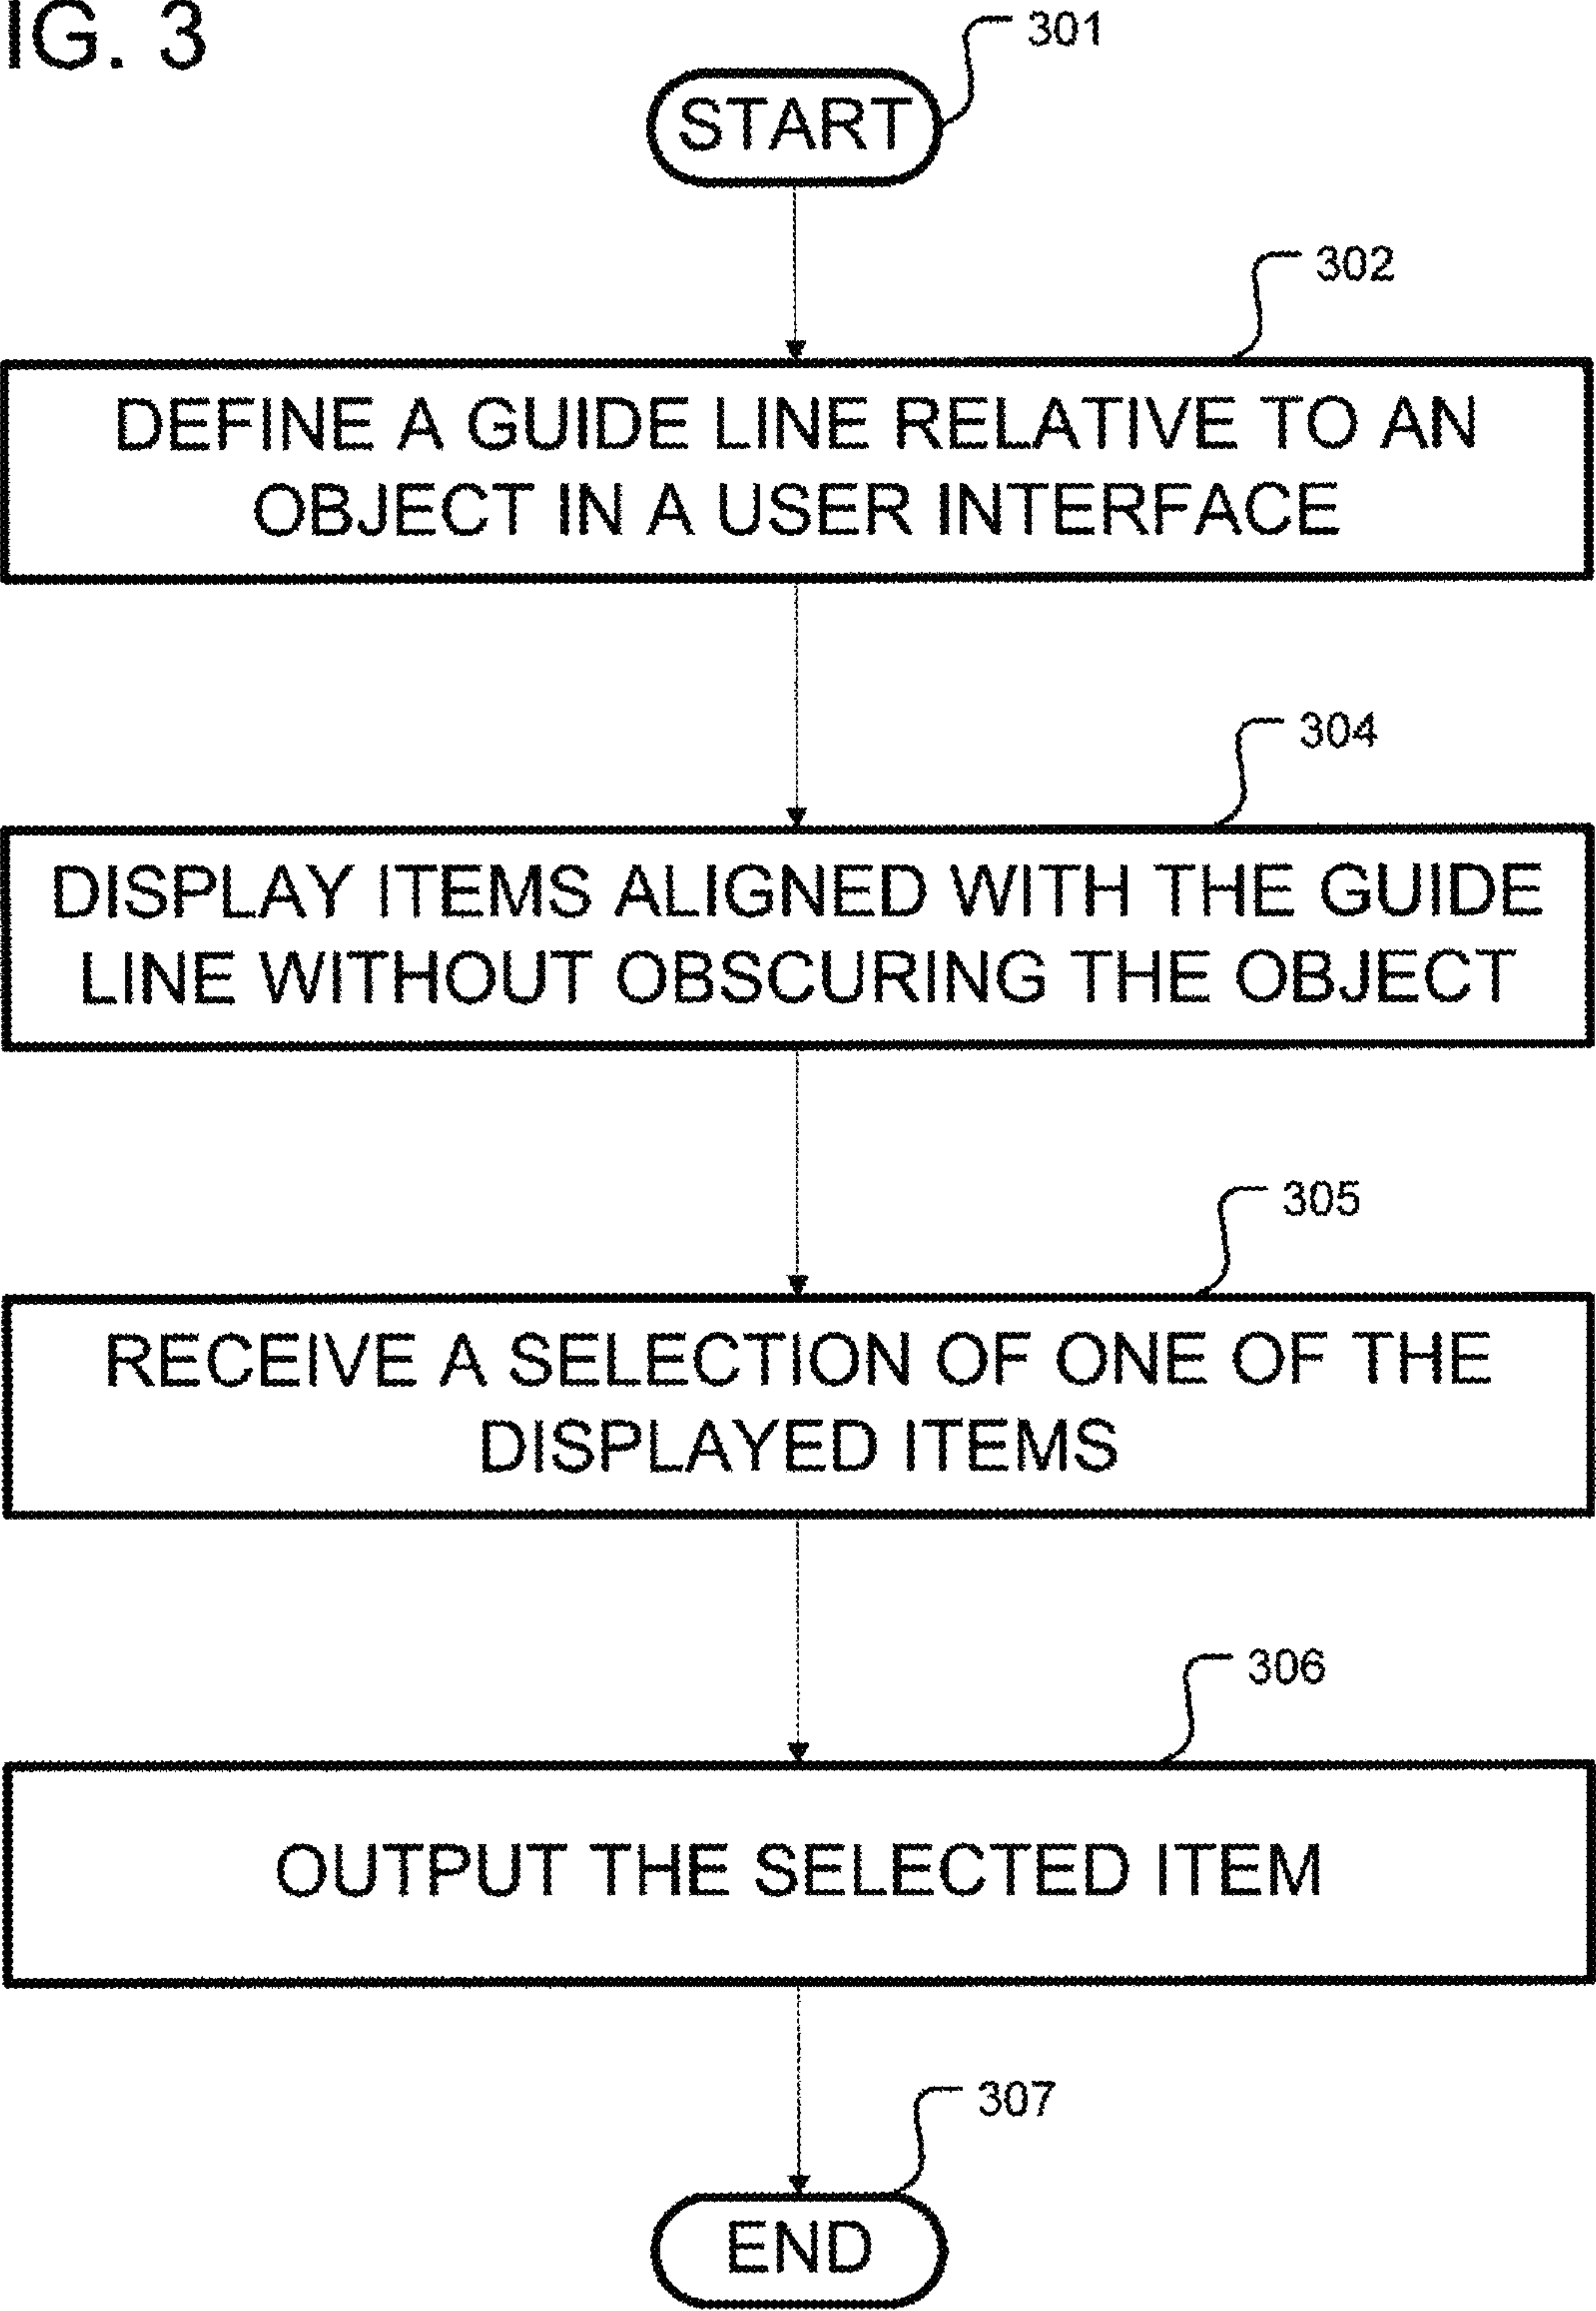 IG. 3
301
START
302
DEFINE A GUIDE LINE RELATIVE TO AN
OBJECT IN A USER INTERFACE
304
DISPLAY ITEMS ALIGNED WITH THE GUIDE
LINE WITHOUT OBSCURING THE OBJECT
305
RECEIVE A SELECTION OF ONE OF THE
DISPLAYED ITEMS
306
OUTPUT THE SELECTED ITEM
307
END